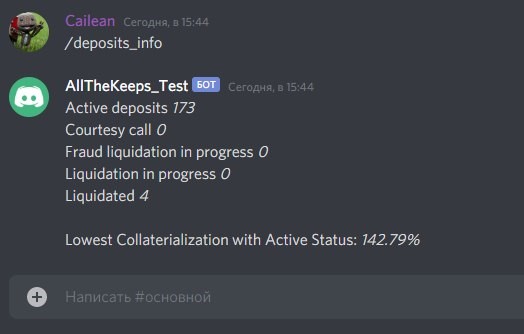 Cailean Сегодня, в 15:44
/deposits_info
AllTheKeeps_Test БОТ Сегодня, в 15:44
Active deposits 173
Courtesy call 0
Fraud liquidation in progress 0
Liquidation in progress 0
Liquidated 4
Lowest Collaterialization with Active Status: 142.79%
Написать #основной